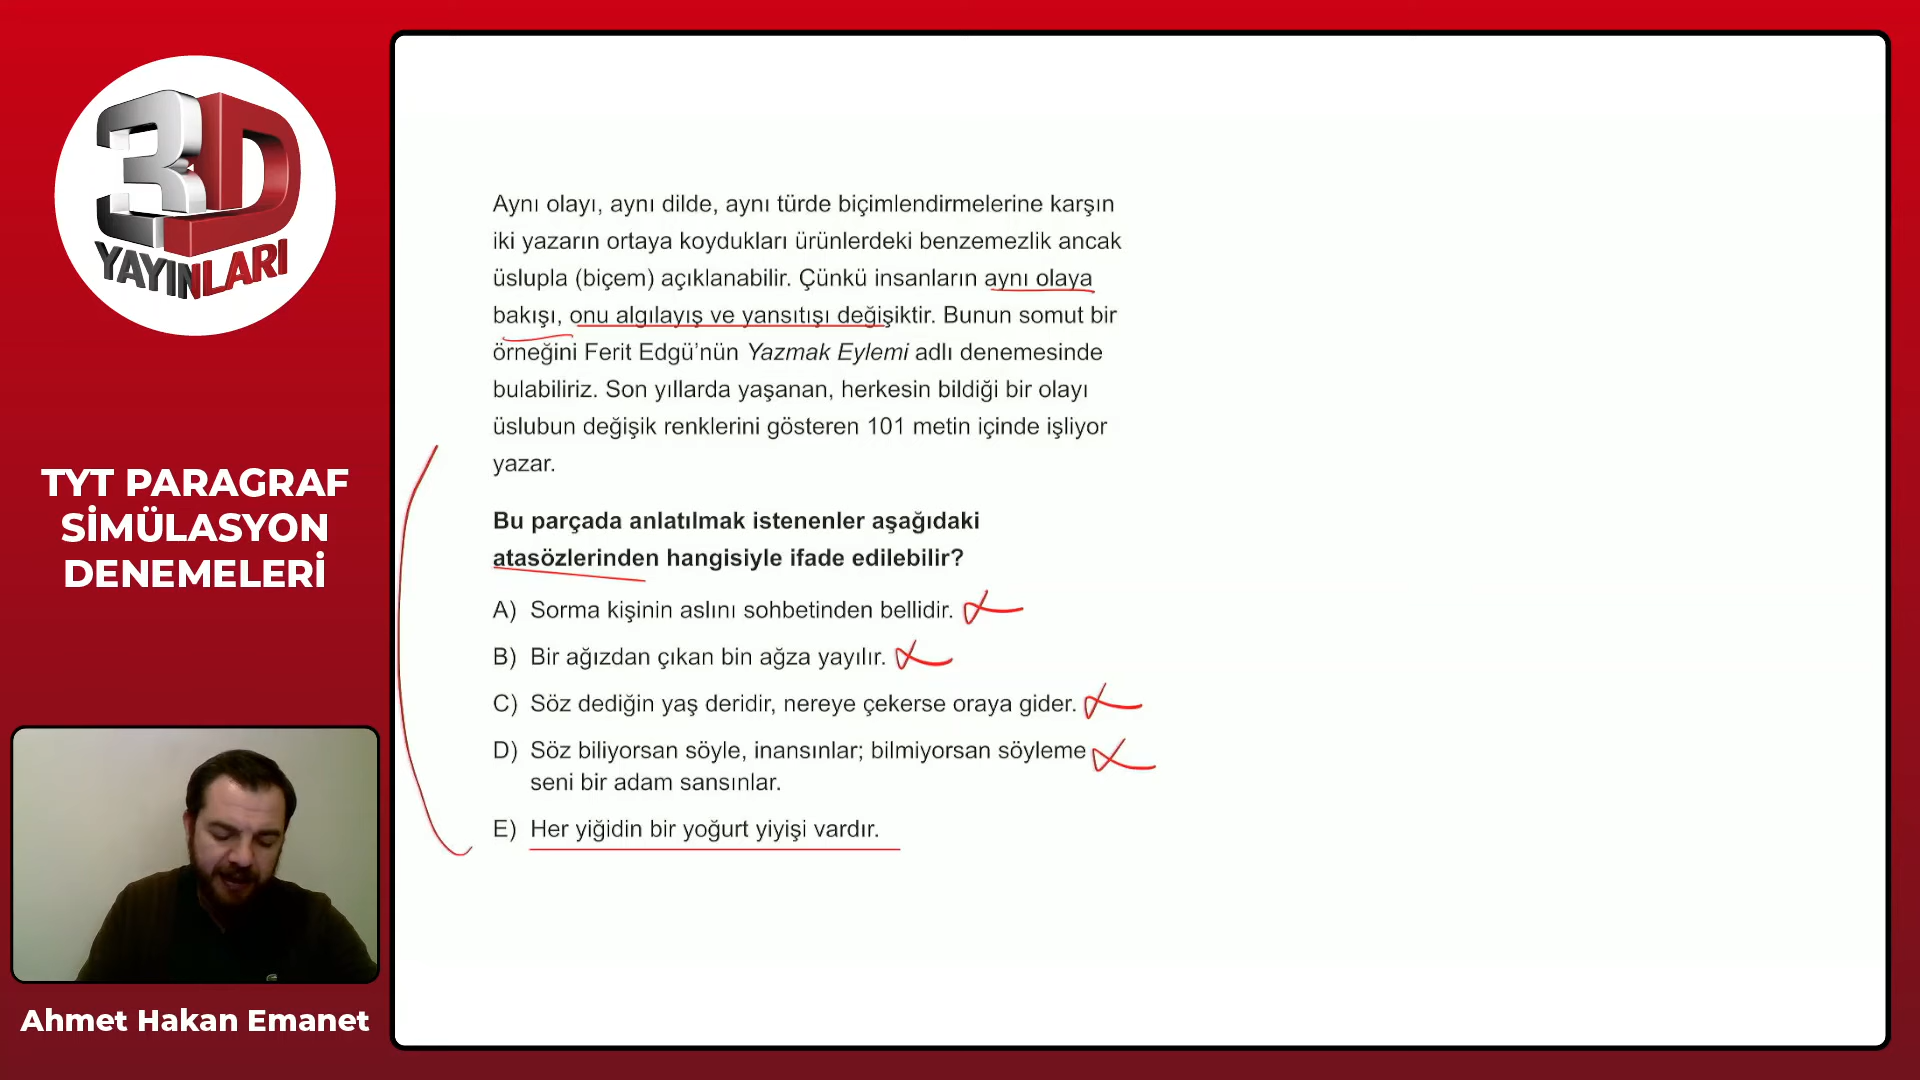 3D
YAYINLARI
TYT PARAGRAF
SİMÜLASYON
DENEMELERİ
Ahmet Hakan Emanet
Aynı olayı, aynı dilde, aynı türde biçimlendirmelerine karşın
iki yazarın ortaya koydukları ürünlerdeki benzemezlik ancak
üslupla (biçem) açıklanabilir. Çünkü insanların aynı olaya
bakışı, onu algılayış ve yansıtışı değişiktir. Bunun somut bir
örneğini Ferit Edgü’nün Yazmak Eylemi adlı denemesinde
bulabiliriz. Son yıllarda yaşanan, herkesin bildiği bir olayı
üslubun değişik renklerini gösteren 101 metin içinde işliyor
yazar.
Bu parçada anlatılmak istenenler aşağıdaki
atasözlerinden hangisiyle ifade edilebilir?
A) Sorma kişinin aslını sohbetinden bellidir.
B) Bir ağızdan çıkan bin ağza yayılır.
C) Söz dediğin yaş deridir, nereye çekerse oraya gider.
D) Söz biliyorsan söyle, inansınlar; bilmiyorsan söyleme
seni bir adam sansınlar.
E) Her yiğidin bir yoğurt yiyişi vardır.